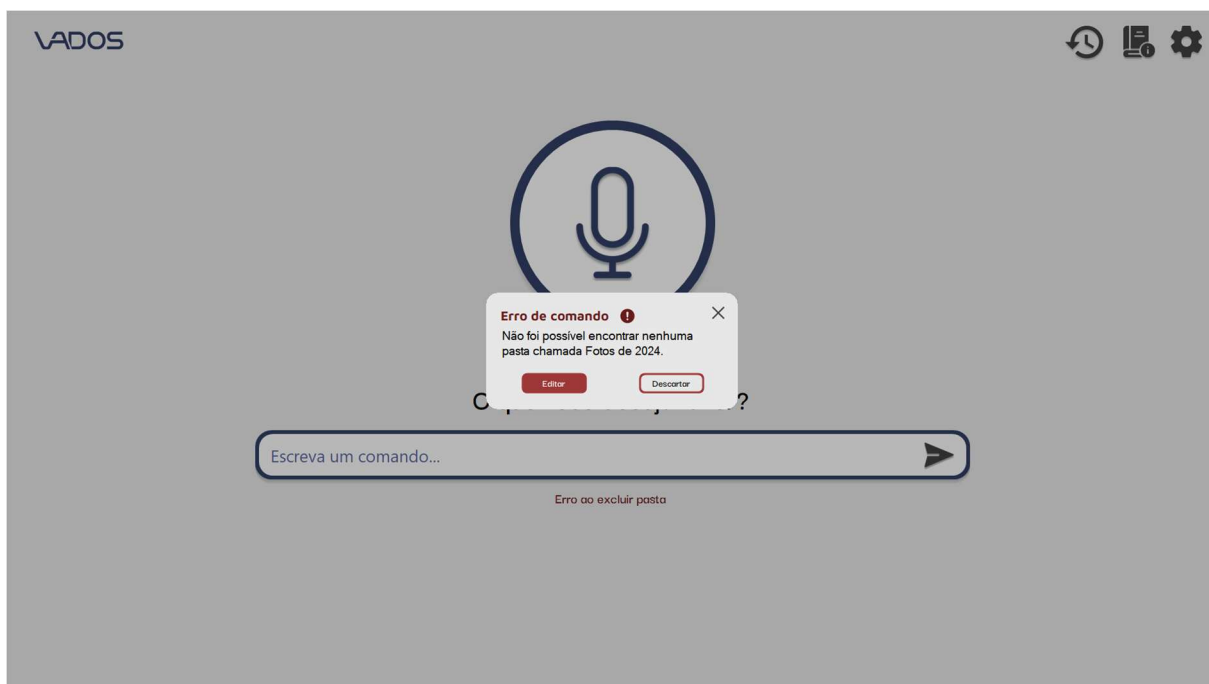 VADOS
Erro de comando
Não foi possível encontrar nenhuma
pasta chamada Fotos de 2024.
Editar
Descartar
?
Escreva um comando...
Erro ao excluir pasta